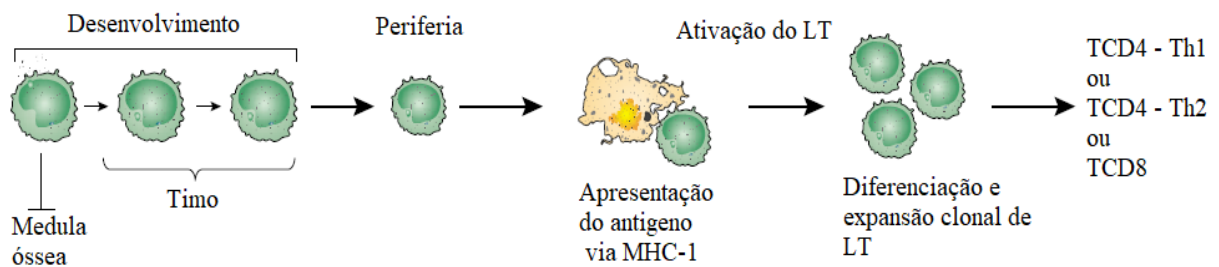 Desenvolvimento
Medula
óssea
Timo
Periferia
Apresentação
do antigeno
via MHC-1
Ativação do LT
Diferenciação e
expansão clonal de
LT
TCD4 - Th1
ou
TCD4 - Th2
ou
TCD8